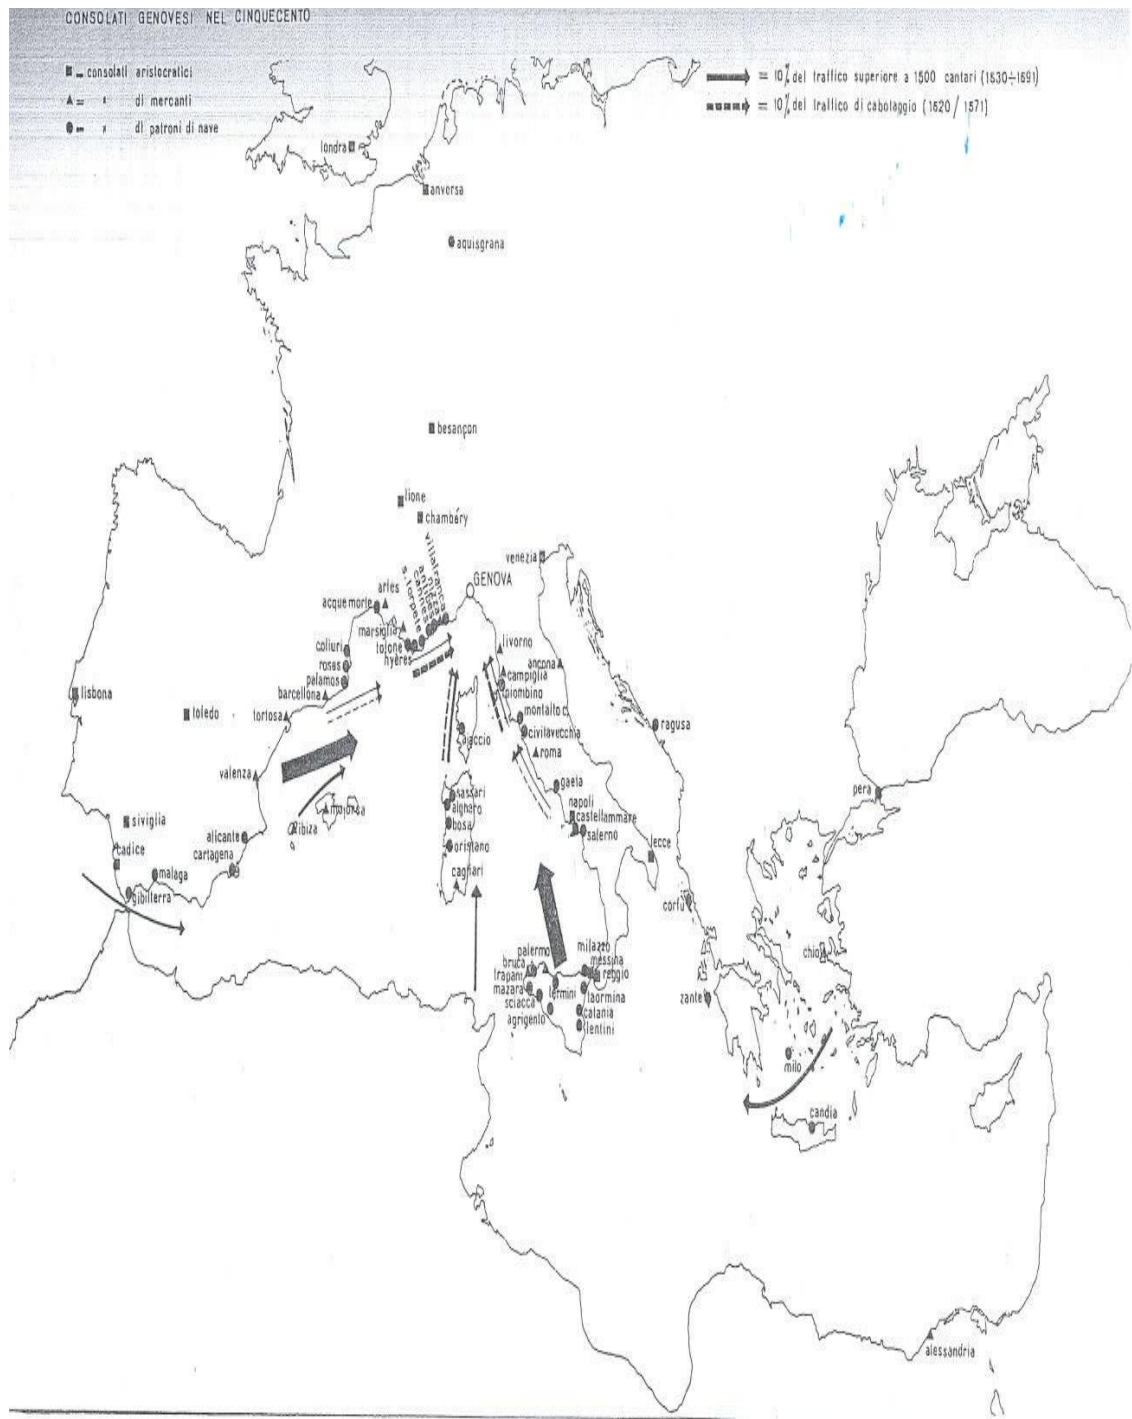 CONSOLATI GENOVESI NEL CINQUECENTO
consolati aristocratici
di mercanti
di patroni di nave
= 10% del traffico superiore a 1500 cantari (1530÷1591)
= 10% del traffico di cabotaggio (1520 / 1571)
londra
anversa
aquisgrana
besançon
lione
chambéry
villafranca
nizza
antibes
cannes
s. torpete
venezia
GENOVA
arles
acquemorte
marsiglia
tolone
hyères
livorno
ancona
campiglia
piombino
colluri
roses
palamos
barcellona
lisbona
toledo
tortosa
montalto c.
civitavecchia
ragusa
ajaccio
roma
valenza
gaeta
pera
sassari
alghero
majorsa
napoli
castellammare
siviglia
ibiza
bosa
salerno
alicante
oristano
lecce
cadice
cartagena
malaga
cagliari
gibilterra
corfù
palermo
milazzo
chio
bruca
messina
trapani
reggio
mazara
termini
taormina
zante
sciacca
agrigento
catania
lentini
milo
candia
alessandria